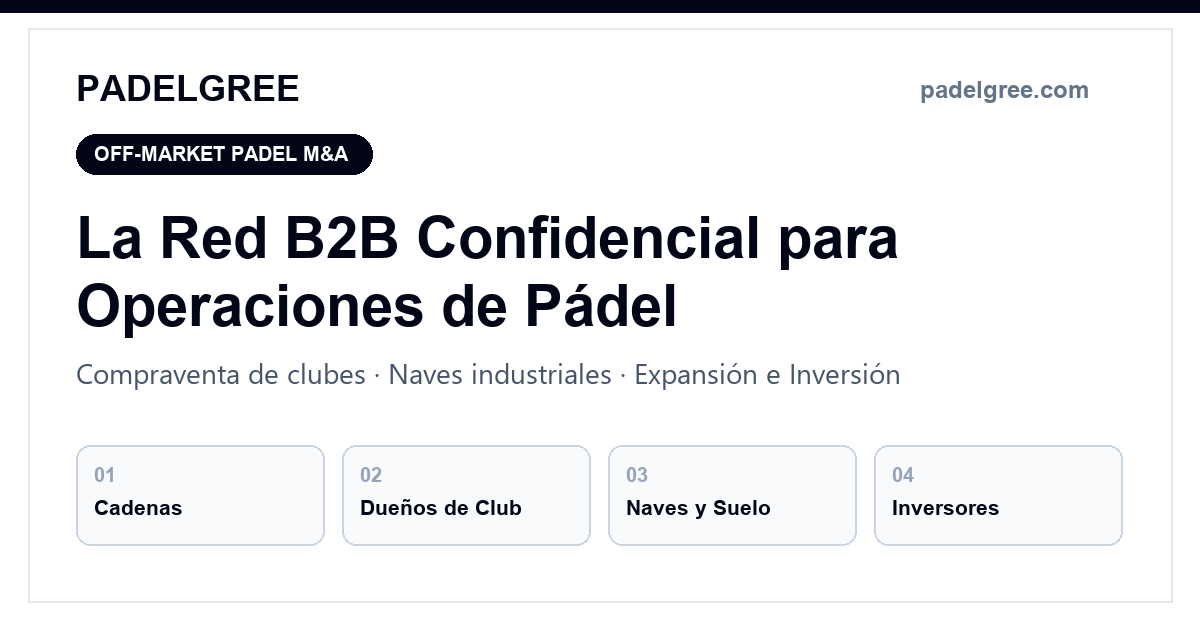 PADELGREE
padelgree.com
OFF-MARKET PADEL M&A
La Red B2B Confidencial para
Operaciones de Pádel
Compraventa de clubes · Naves industriales · Expansión e Inversión
01
Cadenas
02
Dueños de Club
03
Naves y Suelo
04
Inversores